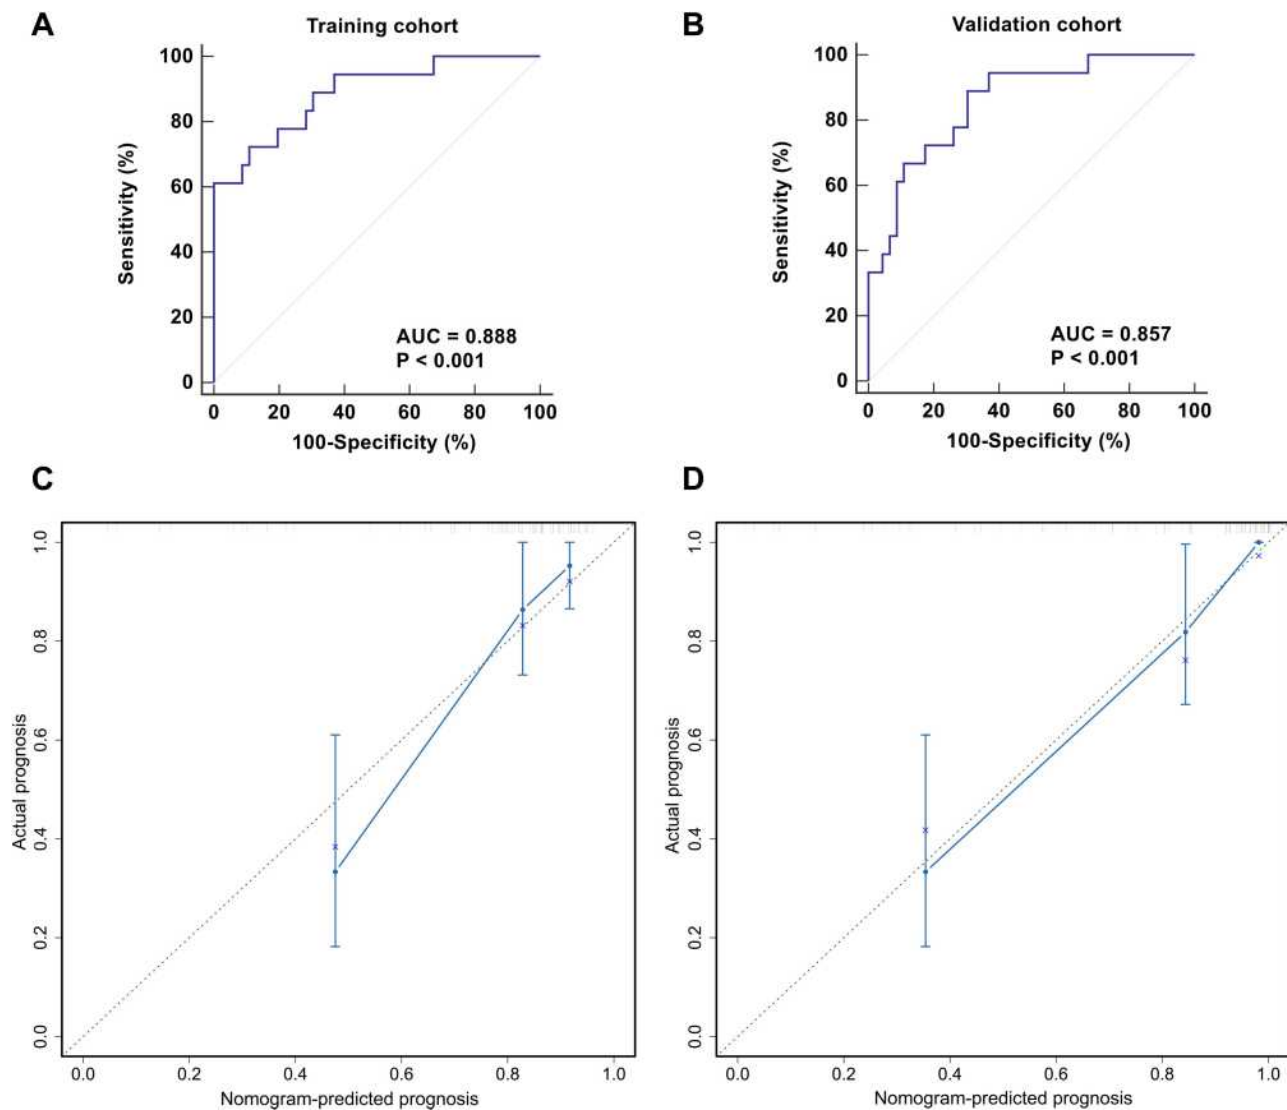 A
Training cohort
100
80
60
40
20
0
Sensitivity (%)
AUC = 0.888
P < 0.001
0 20 40 60 80 100
100-Specificity (%)
B
Validation cohort
100
80
60
40
20
0
Sensitivity (%)
AUC = 0.857
P < 0.001
0 20 40 60 80 100
100-Specificity (%)
C
1.0
0.8
0.6
0.4
0.2
0.0
Actual prognosis
0.0 0.2 0.4 0.6 0.8 1.0
Nomogram-predicted prognosis
D
1.0
0.8
0.6
0.4
0.2
0.0
Actual prognosis
0.0 0.2 0.4 0.6 0.8 1.0
Nomogram-predicted prognosis